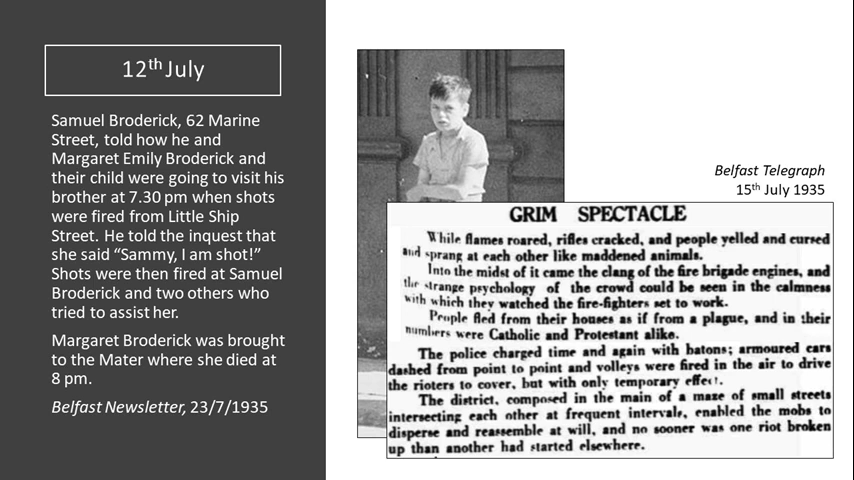 12th July
Samuel Broderick, 62 Marine
Street, told how he and
Margaret Emily Broderick and
their child were going to visit his
brother at 7.30 pm when shots
were fired from Little Ship
Street. He told the inquest that
she said “Sammy, I am shot!”
Shots were then fired at Samuel
Broderick and two others who
tried to assist her.
Margaret Broderick was brought
to the Mater where she died at
8 pm.
Belfast Newsletter, 23/7/1935
Belfast Telegraph
15th July 1935
GRIM SPECTACLE
While flames roared, rifles cracked, and people yelled and cursed
and sprang at each other like maddened animals.
Into the midst of it came the clang of the fire brigade engines, and
the strange psychology of the crowd could be seen in the calmness
with which they watched the fire-fighters set to work.
People fled from their houses as if from a plague, and in their
numbers were Catholic and Protestant alike.
The police charged time and again with batons; armoured cars
dashed from point to point and volleys were fired in the air to drive
the rioters to cover, but with only temporary effect.
The district, composed in the main of a maze of small streets
intersecting each other at frequent intervals, enabled the mobs to
disperse and reassemble at will, and no sooner was one riot broken
up than another had started elsewhere.